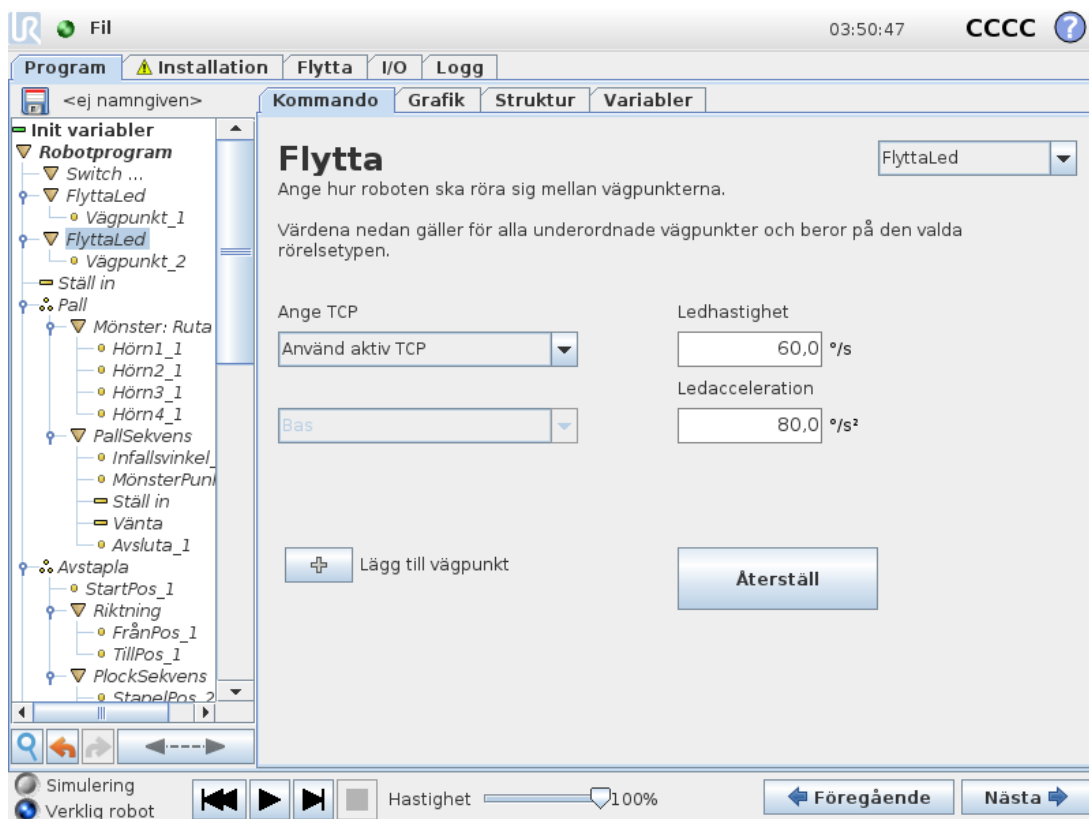 UR Fil 03:50:47 CCCC ?
Program Installation Flytta I/O Logg
<ej namngiven>
Kommando Grafik Struktur Variabler
Init variabler
Robotprogram
Switch ...
FlyttaLed
Vägpunkt_1
FlyttaLed
Vägpunkt_2
Ställ in
Pall
Mönster: Ruta
Hörn1_1
Hörn2_1
Hörn3_1
Hörn4_1
PallSekvens
Infallsvinkel_
MönsterPunl
Ställ in
Vänta
Avsluta_1
Avstapla
StartPos_1
Riktning
FrånPos_1
TillPos_1
PlockSekvens
StapelPos_2
Flytta
FlyttaLed
Ange hur roboten ska röra sig mellan vägpunkterna.
Värdena nedan gäller för alla underordnade vägpunkter och beror på den valda
rörelsetypen.
Ange TCP
Använd aktiv TCP
Bas
Ledhastighet
60,0 °/s
Ledacceleration
80,0 °/s²
Lägg till vägpunkt
Återställ
Simulering
Verklig robot
Hastighet 100%
Föregående
Nästa